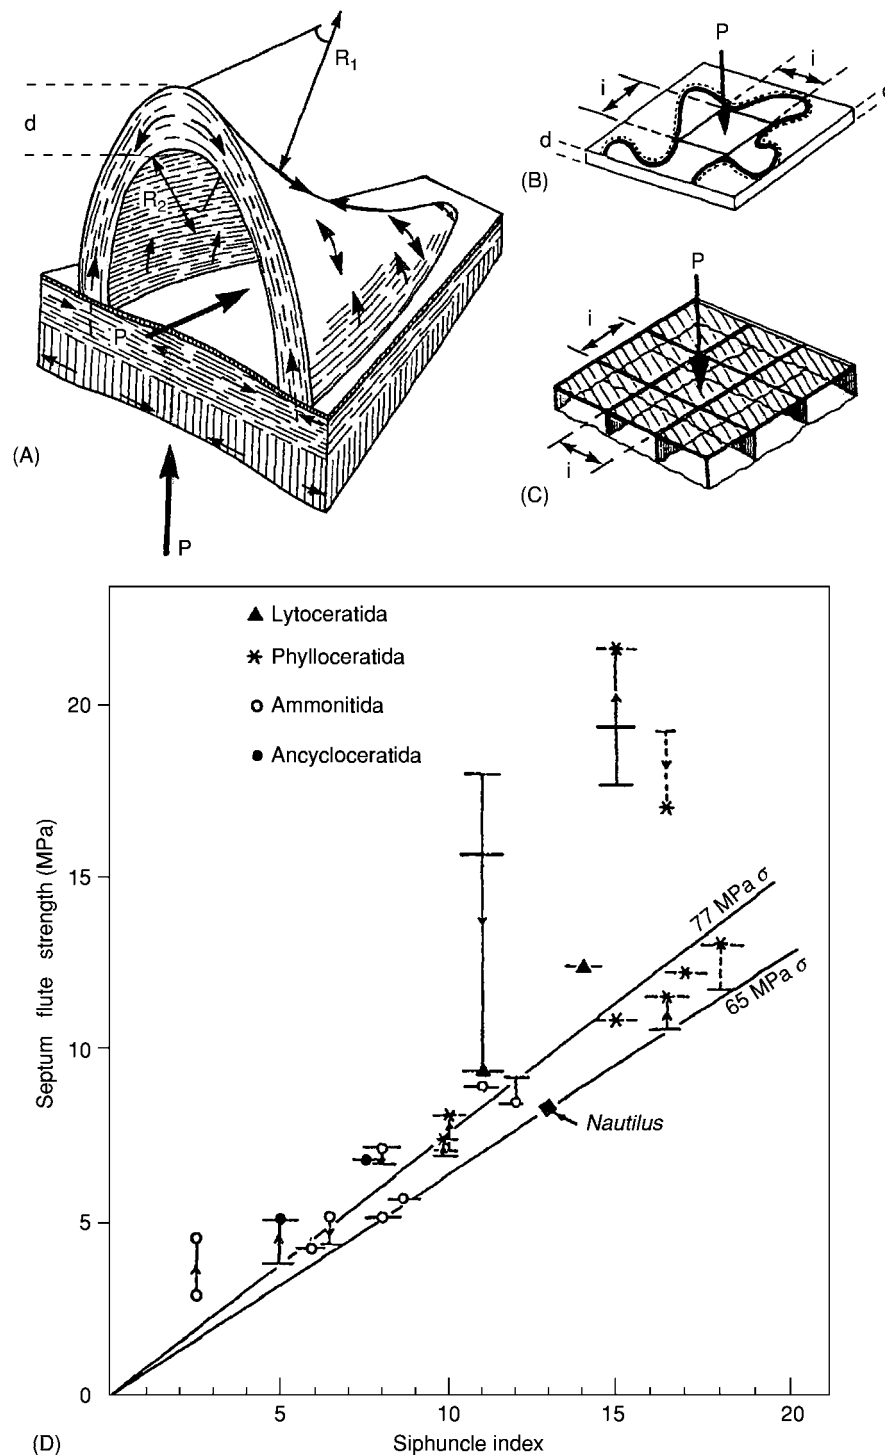 R1
d
R2
P
P
(A)
P
i
i
d
d
(B)
P
i
i
(C)
Lytoceratida
Phylloceratida
Ammonitida
Ancycloceratida
20
15
10
5
0
Septum flute strength (MPa)
77 MPa σ
65 MPa σ
Nautilus
5
10
15
20
(D)
Siphuncle index